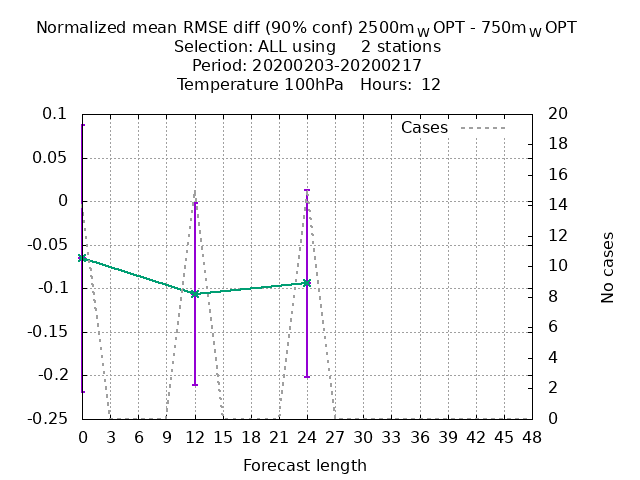 Normalized mean RMSE diff (90% conf) 2500m_W OPT - 750m_W OPT
Selection: ALL using 2 stations
Period: 20200203-20200217
Temperature 100hPa Hours: 12
Cases
0.1
0.05
0
-0.05
-0.1
-0.15
-0.2
-0.25
20
18
16
14
12
10
8
6
4
2
0
No cases
0 3 6 9 12 15 18 21 24 27 30 33 36 39 42 45 48
Forecast length